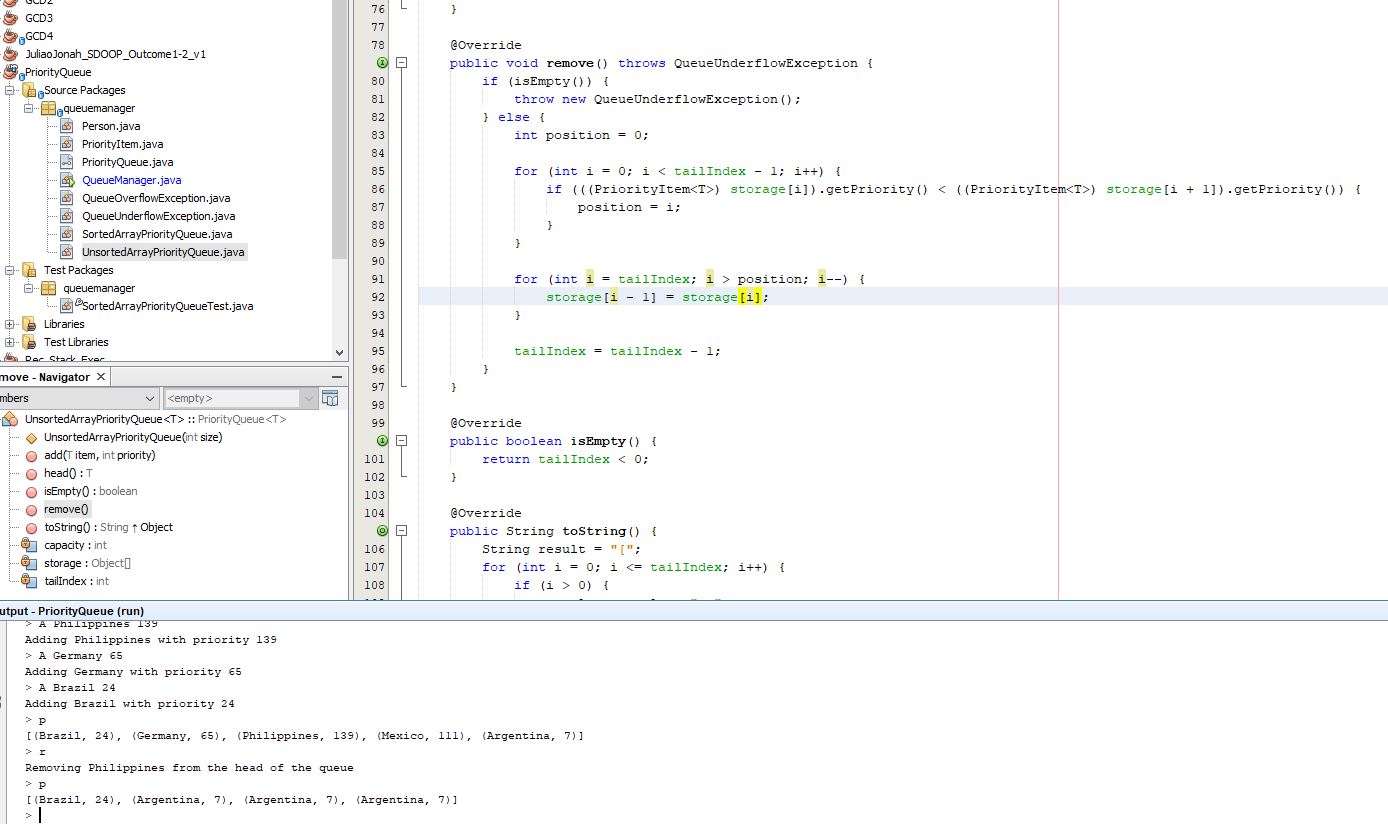 GCD2
GCD3
GCD4
JuliaoJonah_SDOOP_Outcome1-2_v1
PriorityQueue
Source Packages
queuemanager
Person.java
PriorityItem.java
PriorityQueue.java
QueueManager.java
QueueOverflowException.java
QueueUnderflowException.java
SortedArrayPriorityQueue.java
UnsortedArrayPriorityQueue.java
Test Packages
queuemanager
SortedArrayPriorityQueueTest.java
Libraries
Test Libraries
Rec_Stack_Exec
move - Navigator
mbers
<empty>
UnsortedArrayPriorityQueue<T> :: PriorityQueue<T>
UnsortedArrayPriorityQueue(int size)
add(T item, int priority)
head() : T
isEmpty() : boolean
remove()
toString() : String ↑ Object
capacity : int
storage : Object[]
tailIndex : int
76 }
77
78 @Override
public void remove() throws QueueUnderflowException {
80 if (isEmpty()) {
81 throw new QueueUnderflowException();
82 } else {
83 int position = 0;
84
85 for (int i = 0; i < tailIndex - 1; i++) {
86 if (((PriorityItem<T>) storage[i]).getPriority() < ((PriorityItem<T>) storage[i + 1]).getPriority()) {
87 position = i;
88 }
89 }
90
91 for (int i = tailIndex; i > position; i--) {
92 storage[i - 1] = storage[i];
93 }
94
95 tailIndex = tailIndex - 1;
96 }
97 }
98
99 @Override
public boolean isEmpty() {
101 return tailIndex < 0;
102 }
103
104 @Override
public String toString() {
106 String result = "[";
107 for (int i = 0; i <= tailIndex; i++) {
108 if (i > 0) {
utput - PriorityQueue (run)
> A Philippines 139
Adding Philippines with priority 139
> A Germany 65
Adding Germany with priority 65
> A Brazil 24
Adding Brazil with priority 24
> p
[(Brazil, 24), (Germany, 65), (Philippines, 139), (Mexico, 111), (Argentina, 7)]
> r
Removing Philippines from the head of the queue
> p
[(Brazil, 24), (Argentina, 7), (Argentina, 7), (Argentina, 7)]
>